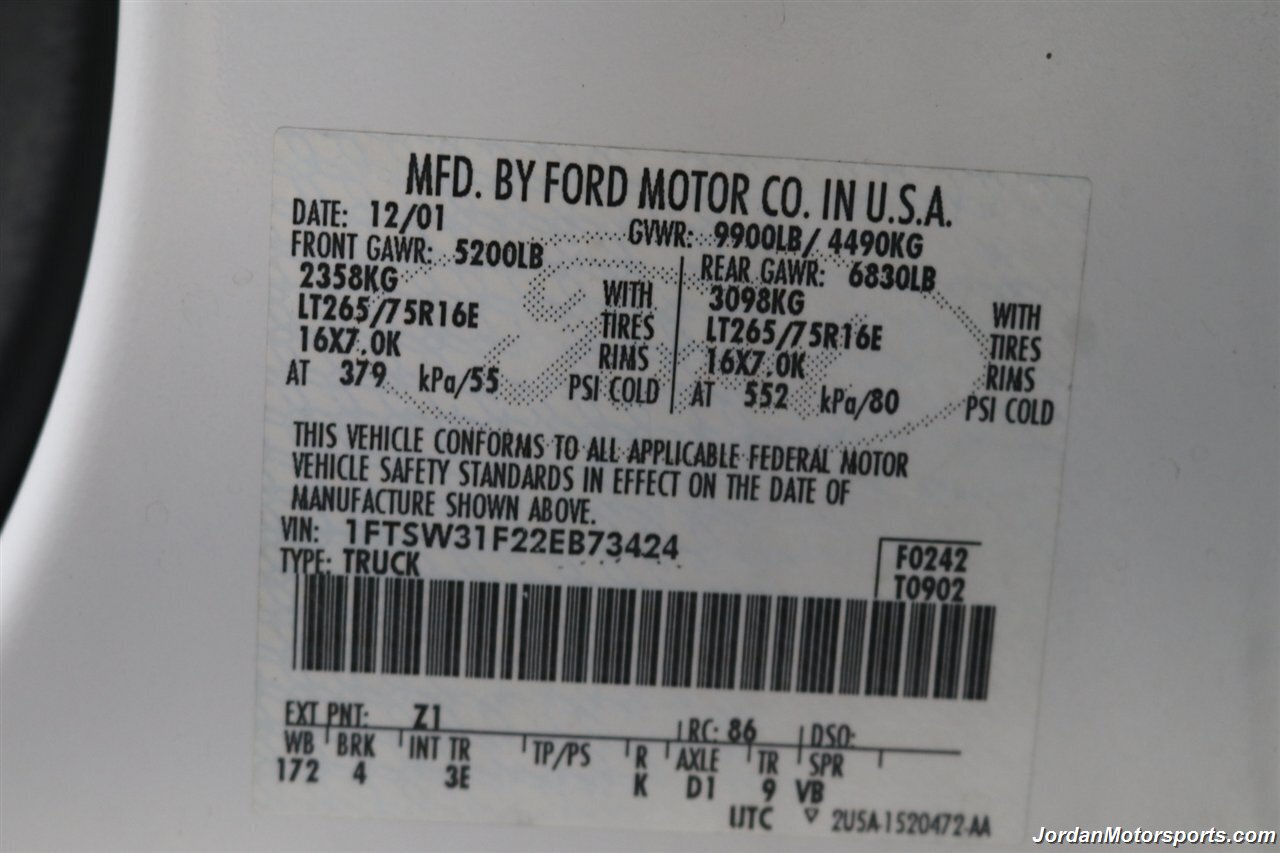 MFD. BY FORD MOTOR CO. IN U.S.A.
DATE: 12/01 GVWR: 9900LB/ 4490KG
FRONT GAWR: 5200LB REAR GAWR: 6830LB
2358KG WITH 3098KG WITH
LT265/75R16E TIRES LT265/75R16E TIRES
16X7.0K RIMS 16X7.0K RIMS
AT 379 kPa/55 PSI COLD AT 552 kPa/80 PSI COLD
THIS VEHICLE CONFORMS TO ALL APPLICABLE FEDERAL MOTOR
VEHICLE SAFETY STANDARDS IN EFFECT ON THE DATE OF
MANUFACTURE SHOWN ABOVE.
VIN: 1FTSW31F22EB73424
TYPE: TRUCK
F0242
T0902
EXT PNT: Z1 RC: 86 DSO:
WB BRK INT TR TP/PS R AXLE TR SPR
172 4 3E K D1 9 VB
UTC ▽ 2U5A-1520472-AA
JordanMotorsports.com